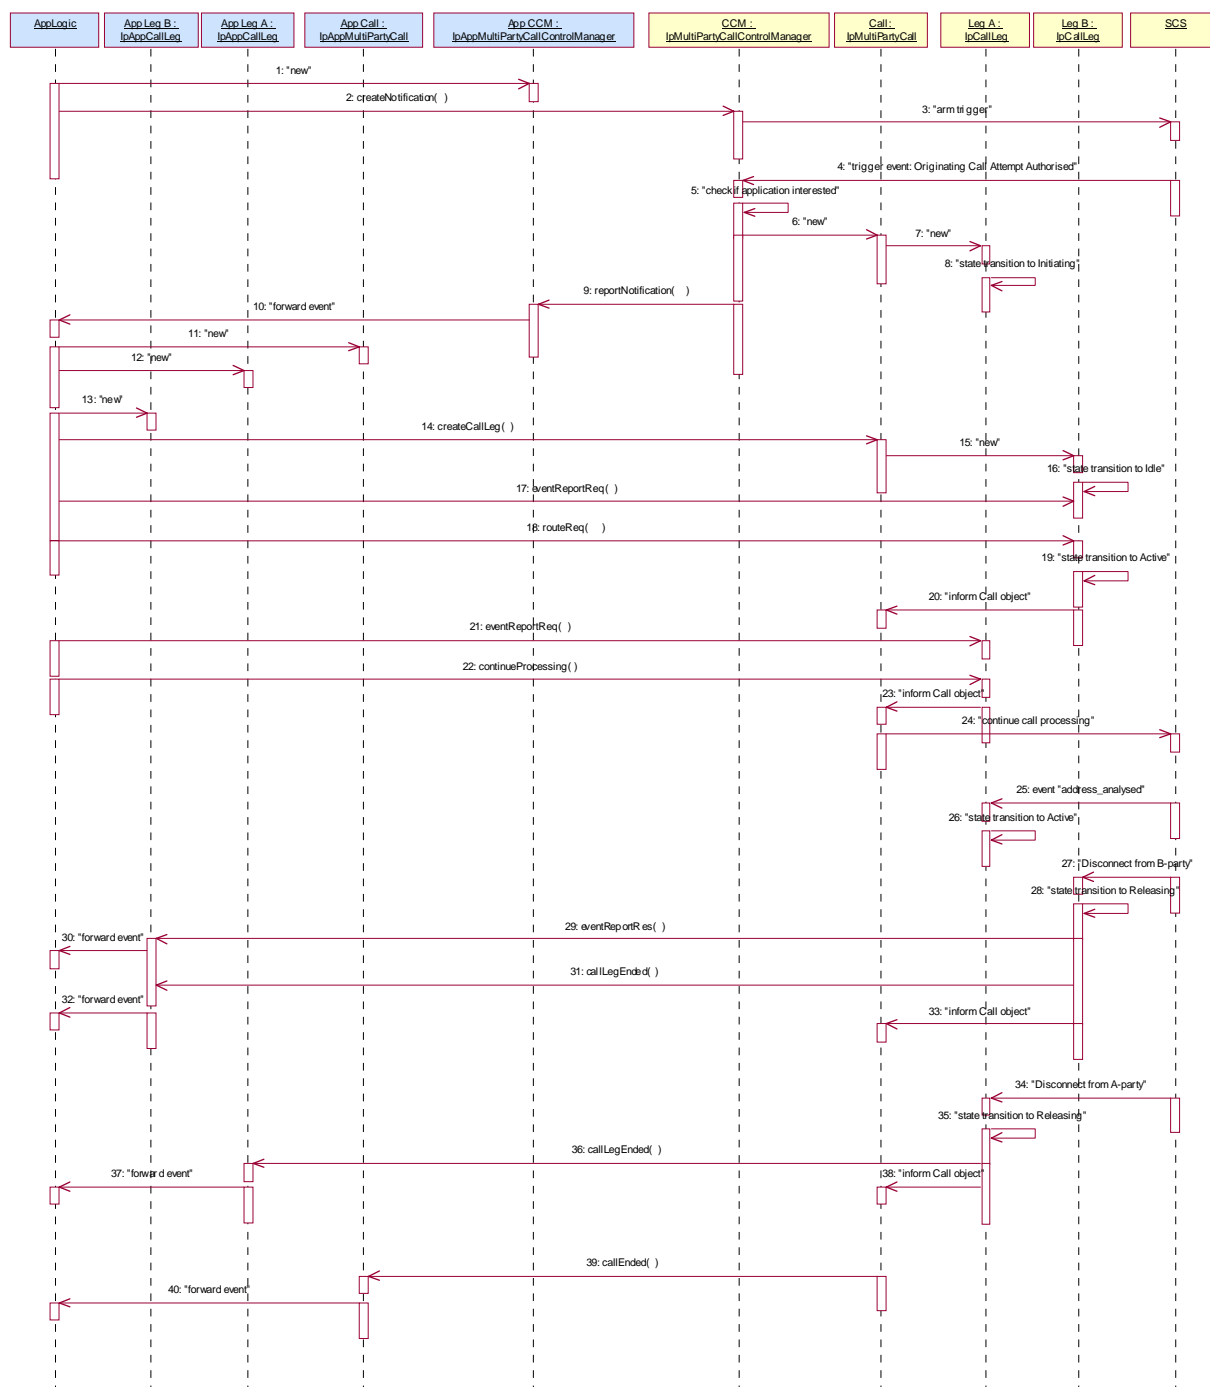 AppLogic
App Leg B :
IpAppCallLeg
App Leg A :
IpAppCallLeg
App Call :
IpAppMultiPartyCall
App CCM :
IpAppMultiPartyCallControlManager
CCM :
IpMultiPartyCallControlManager
Call :
IpMultiPartyCall
Leg A :
IpCallLeg
Leg B :
IpCallLeg
SCS
1: "new"
2: createNotification( )
3: "arm trigger"
4: "trigger event: Originating Call Attempt Authorised"
5: "check if application interested"
6: "new"
7: "new"
8: "state transition to Initiating"
9: reportNotification( )
10: "forward event"
11: "new"
12: "new"
13: "new"
14: createCallLeg( )
15: "new"
16: "state transition to Idle"
17: eventReportReq( )
18: routeReq( )
19: "state transition to Active"
20: "inform Call object"
21: eventReportReq( )
22: continueProcessing( )
23: "inform Call object"
24: "continue call processing"
25: event "address_analysed"
26: "state transition to Active"
27: "Disconnect from B-party"
28: "state transition to Releasing"
29: eventReportRes( )
30: "forward event"
31: callLegEnded( )
32: "forward event"
33: "inform Call object"
34: "Disconnect from A-party"
35: "state transition to Releasing"
36: callLegEnded( )
37: "forward event"
38: "inform Call object"
39: callEnded( )
40: "forward event"